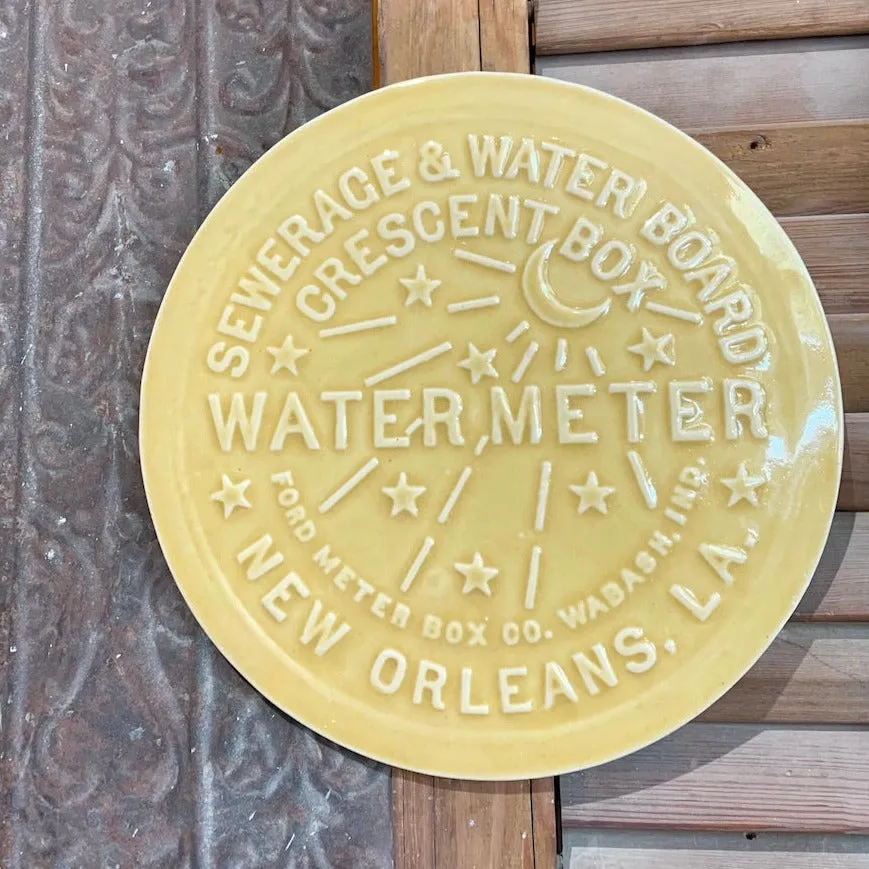 SEWERAGE & WATER BOARD
CRESCENT BOX
WATER METER
FORD METER BOX CO. WABASH, IND.
NEW ORLEANS, LA.